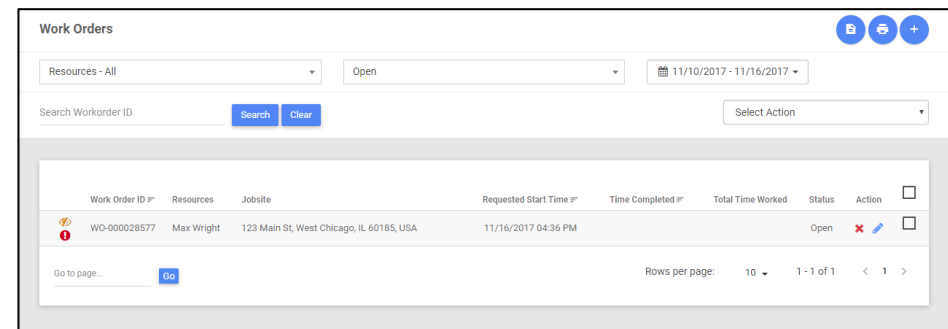 Work Orders
Resources - All Open 11/10/2017 - 11/16/2017
Search Workorder ID Search Clear Select Action
Work Order ID Resources Jobsite Requested Start Time Time Completed Total Time Worked Status Action
WO-000028577 Max Wright 123 Main St, West Chicago, IL 60185, USA 11/16/2017 04:36 PM Open
Go to page... Go Rows per page: 10 1 - 1 of 1 < 1 >